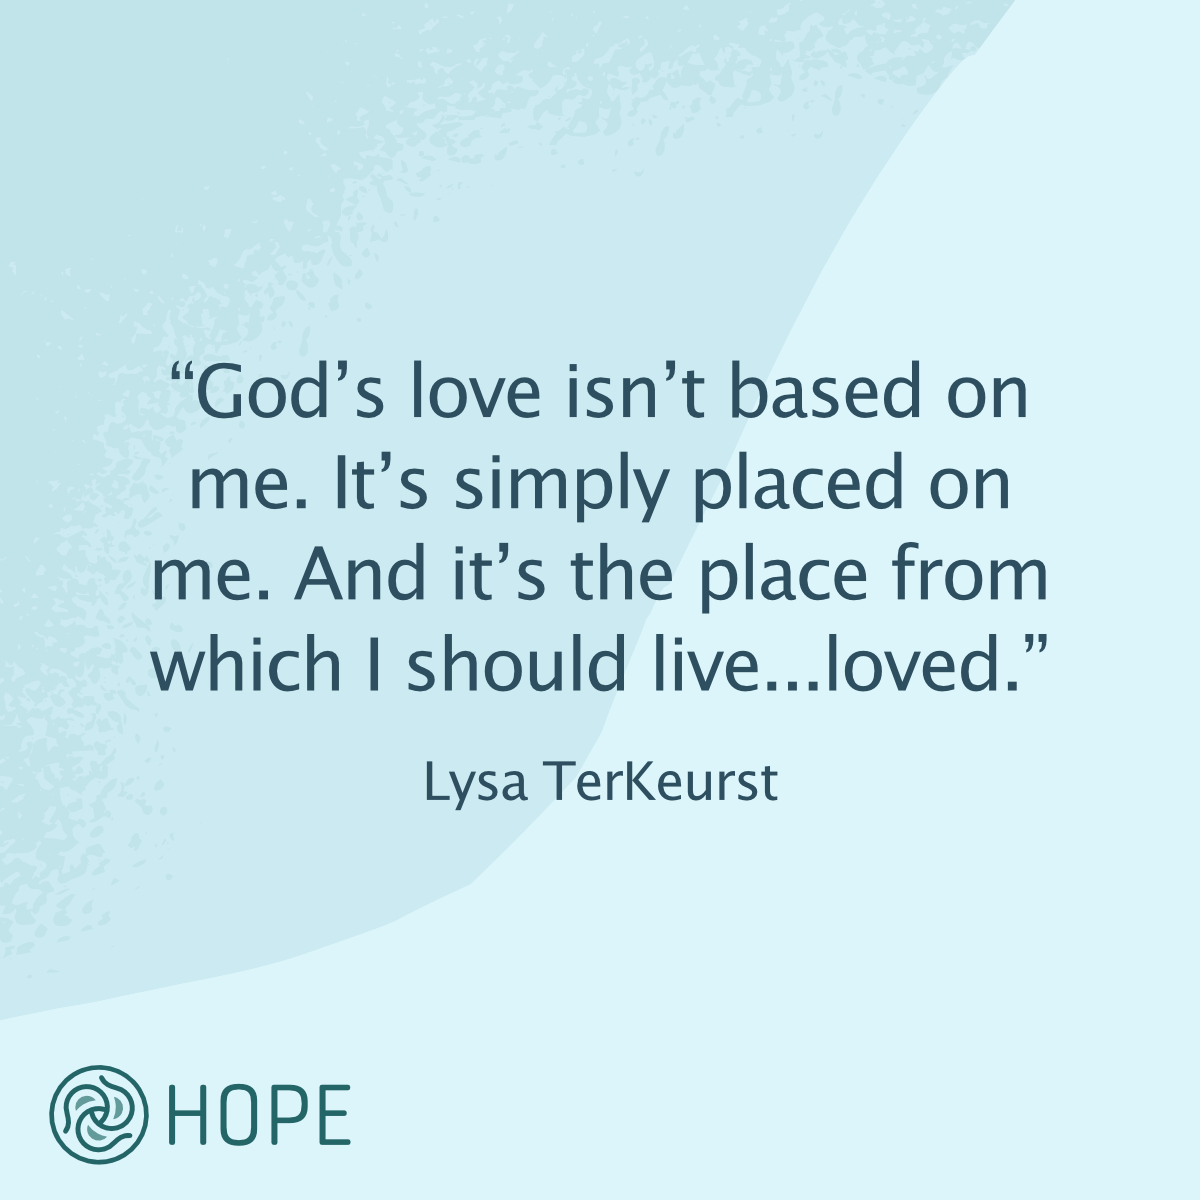 “God’s love isn’t based on
me. It’s simply placed on
me. And it’s the place from
which I should live...loved.”
Lysa TerKeurst
HOPE